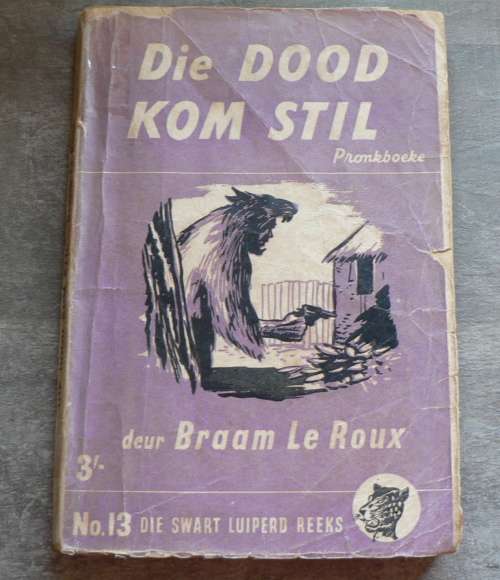 Die DOOD
KOM STIL
Pronkboeke
deur Braam Le Roux
3/-
No.13 DIE SWART LUIPERD REEKS